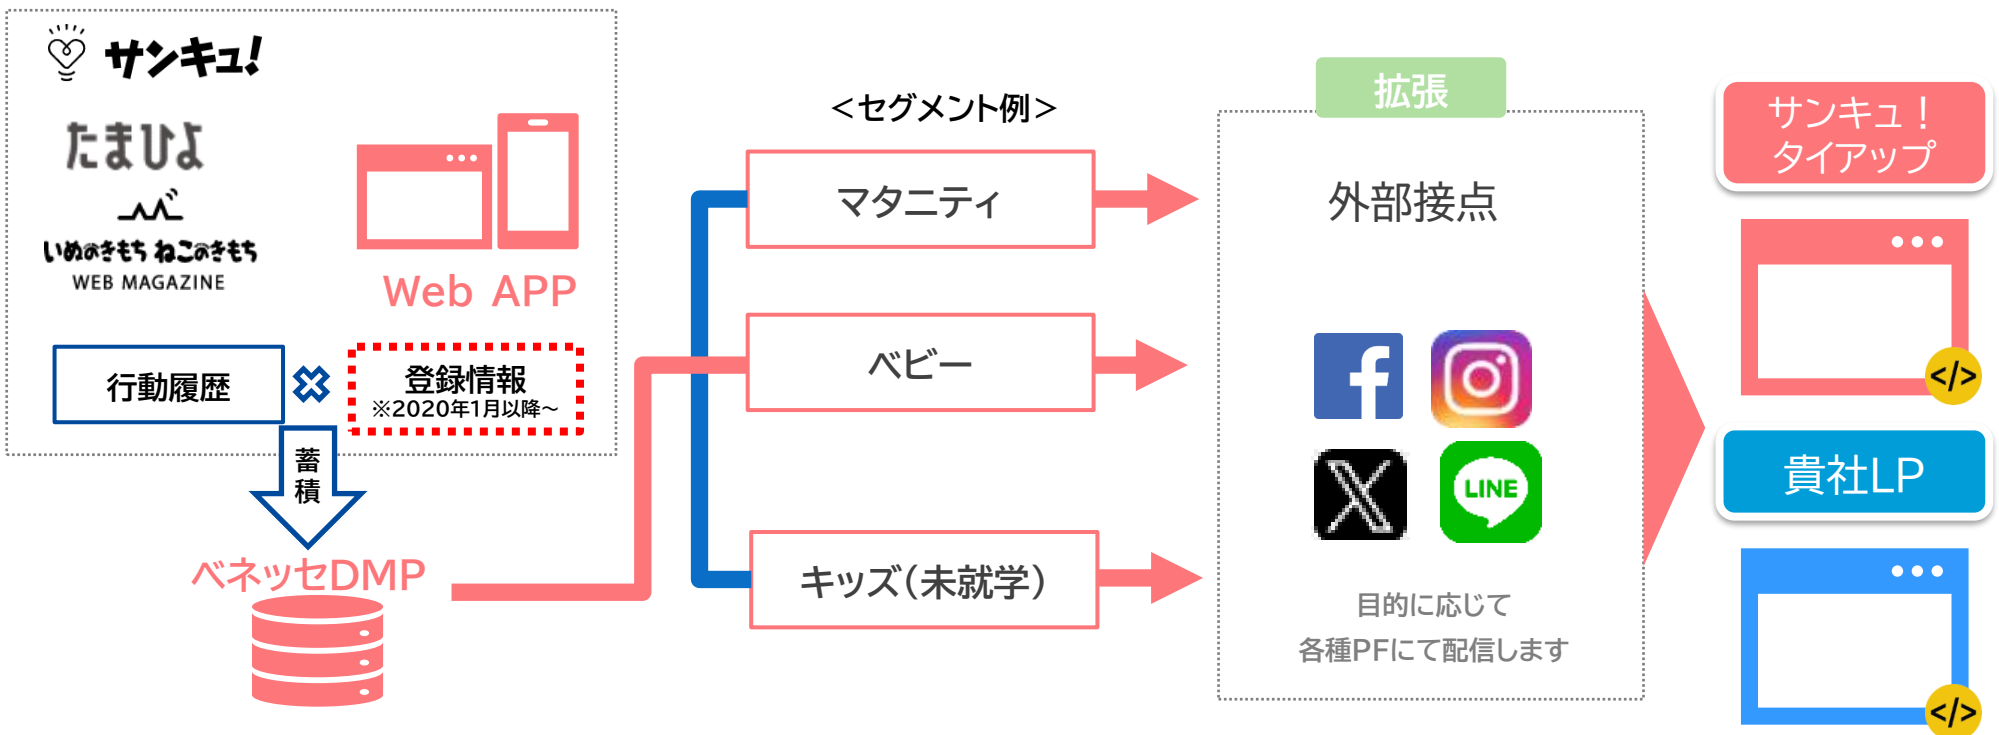 サンキュ!
たまひよ
いぬのきもち ねこのきもち
WEB MAGAZINE
Web APP
行動履歴
登録情報
※2020年1月以降~
蓄
積
ベネッセDMP
<セグメント例>
マタニティ
ベビー
キッズ(未就学)
拡張
外部接点
f
X
LINE
目的に応じて
各種PFにて配信します
サンキュ!
タイアップ
</>
貴社LP
</>